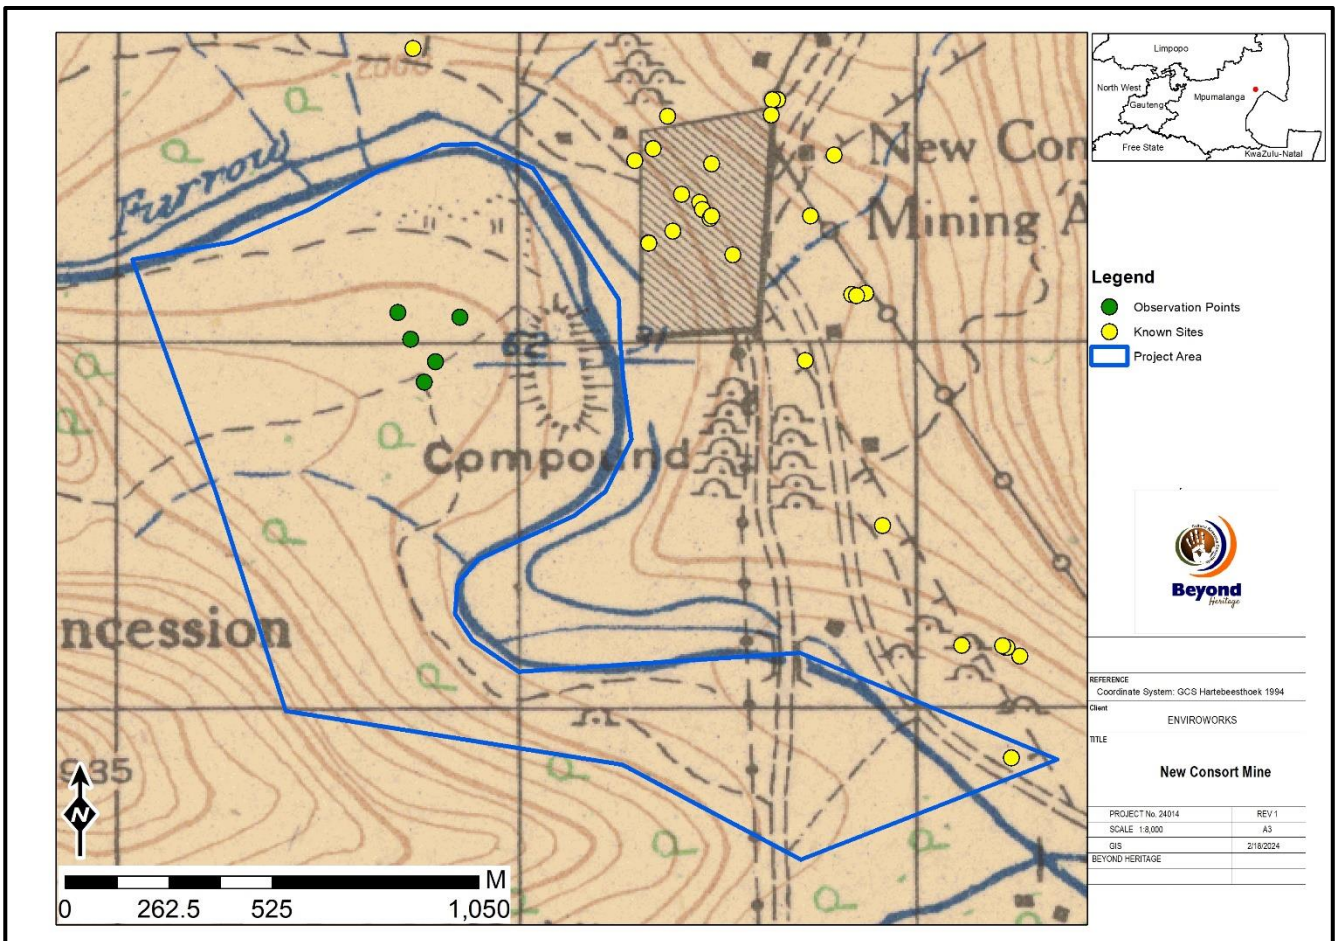 2000
Furrow
New Con
Mining A
62
31
Compound
ncession
935
N
M
0 262.5 525 1,050
Limpopo
North West
Gauteng
Mpumalanga
Free State
KwaZulu-Natal
Legend
Observation Points
Known Sites
Project Area
Beyond
Heritage
REFERENCE
Coordinate System: GCS Hartebeesthoek 1994
Client
ENVIROWORKS
TITLE
New Consort Mine
PROJECT No. 24014 REV 1
SCALE 1:8,000 A3
GIS 2/18/2024
BEYOND HERITAGE